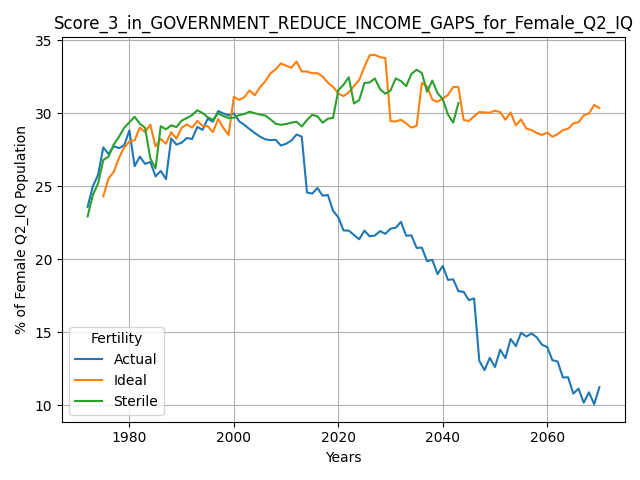 Score_3_in_GOVERNMENT_REDUCE_INCOME_GAPS_for_Female_Q2_IQ
% of Female Q2_IQ Population
35
30
25
20
15
10
Fertility
Actual
Ideal
Sterile
1980
2000
2020
2040
2060
Years